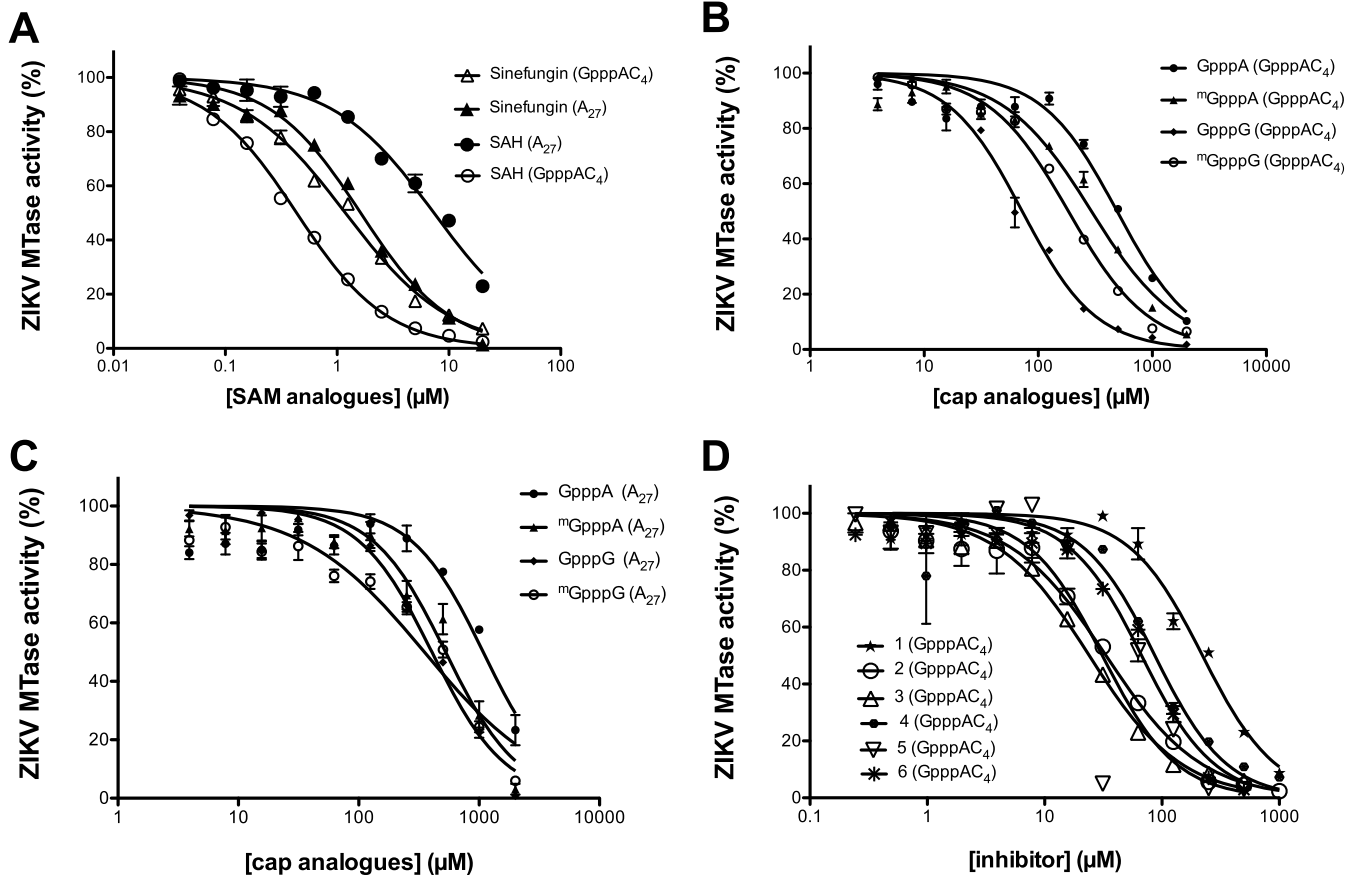 A
ZIKV MTase activity (%)
100
80
60
40
20
0
0.01 0.1 1 10 100
[SAM analogues] (µM)
Sinefungin (GpppAC₄)
Sinefungin (A₂₇)
SAH (A₂₇)
SAH (GpppAC₄)
B
ZIKV MTase activity (%)
100
80
60
40
20
0
1 10 100 1000 10000
[cap analogues] (µM)
GpppA (GpppAC₄)
ᵐGpppA (GpppAC₄)
GpppG (GpppAC₄)
ᵐGpppG (GpppAC₄)
C
ZIKV MTase activity (%)
100
80
60
40
20
0
1 10 100 1000 10000
[cap analogues] (µM)
GpppA (A₂₇)
ᵐGpppA (A₂₇)
GpppG (A₂₇)
ᵐGpppG (A₂₇)
D
ZIKV MTase activity (%)
100
80
60
40
20
0
0.1 1 10 100 1000
[inhibitor] (µM)
1 (GpppAC₄)
2 (GpppAC₄)
3 (GpppAC₄)
4 (GpppAC₄)
5 (GpppAC₄)
6 (GpppAC₄)